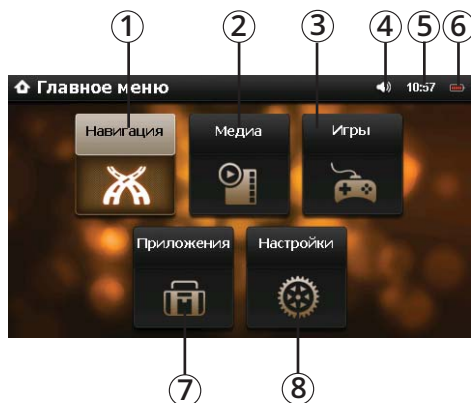 1 2 3 4 5 6
Главное меню 10:57
Навигация Медиа Игры
Приложения Настройки
7 8